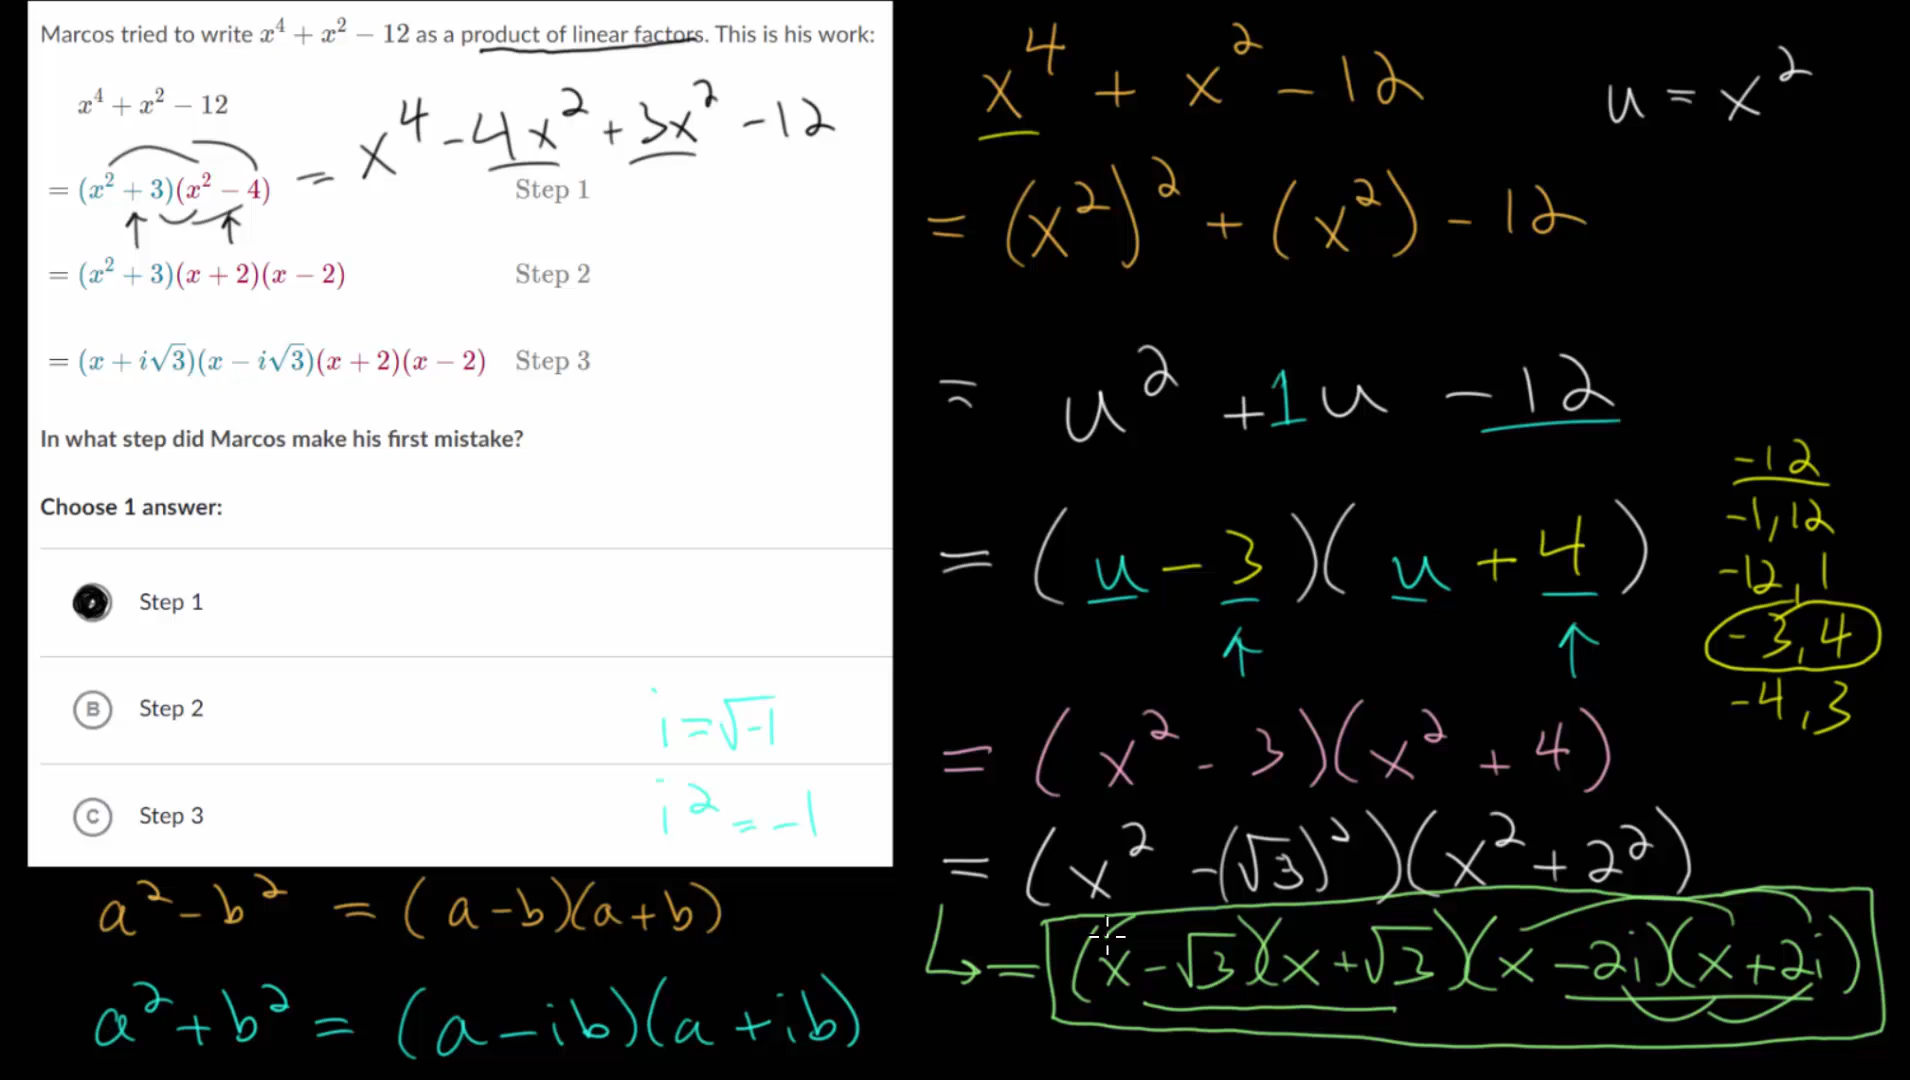 Marcos tried to write x⁴ + x² − 12 as a product of linear factors. This is his work:
x⁴ + x² − 12
= x⁴ - 4x² + 3x² - 12
= (x² + 3)(x² − 4) Step 1
= (x² + 3)(x + 2)(x − 2) Step 2
= (x + i√3)(x − i√3)(x + 2)(x − 2) Step 3
In what step did Marcos make his first mistake?
Choose 1 answer:
Step 1
B Step 2
C Step 3
i = √-1
i² = -1
a² - b² = (a-b)(a+b)
a² + b² = (a - ib)(a + ib)
x⁴ + x² - 12
u = x²
= (x²)² + (x²) - 12
= u² + 1u - 12
= (u - 3)(u + 4)
-12
-1, 12
-12, 1
-3, 4
-4, 3
= (x² - 3)(x² + 4)
= (x² - (√3)²)(x² + 2²)
= (x - √3)(x + √3)(x - 2i)(x + 2i)